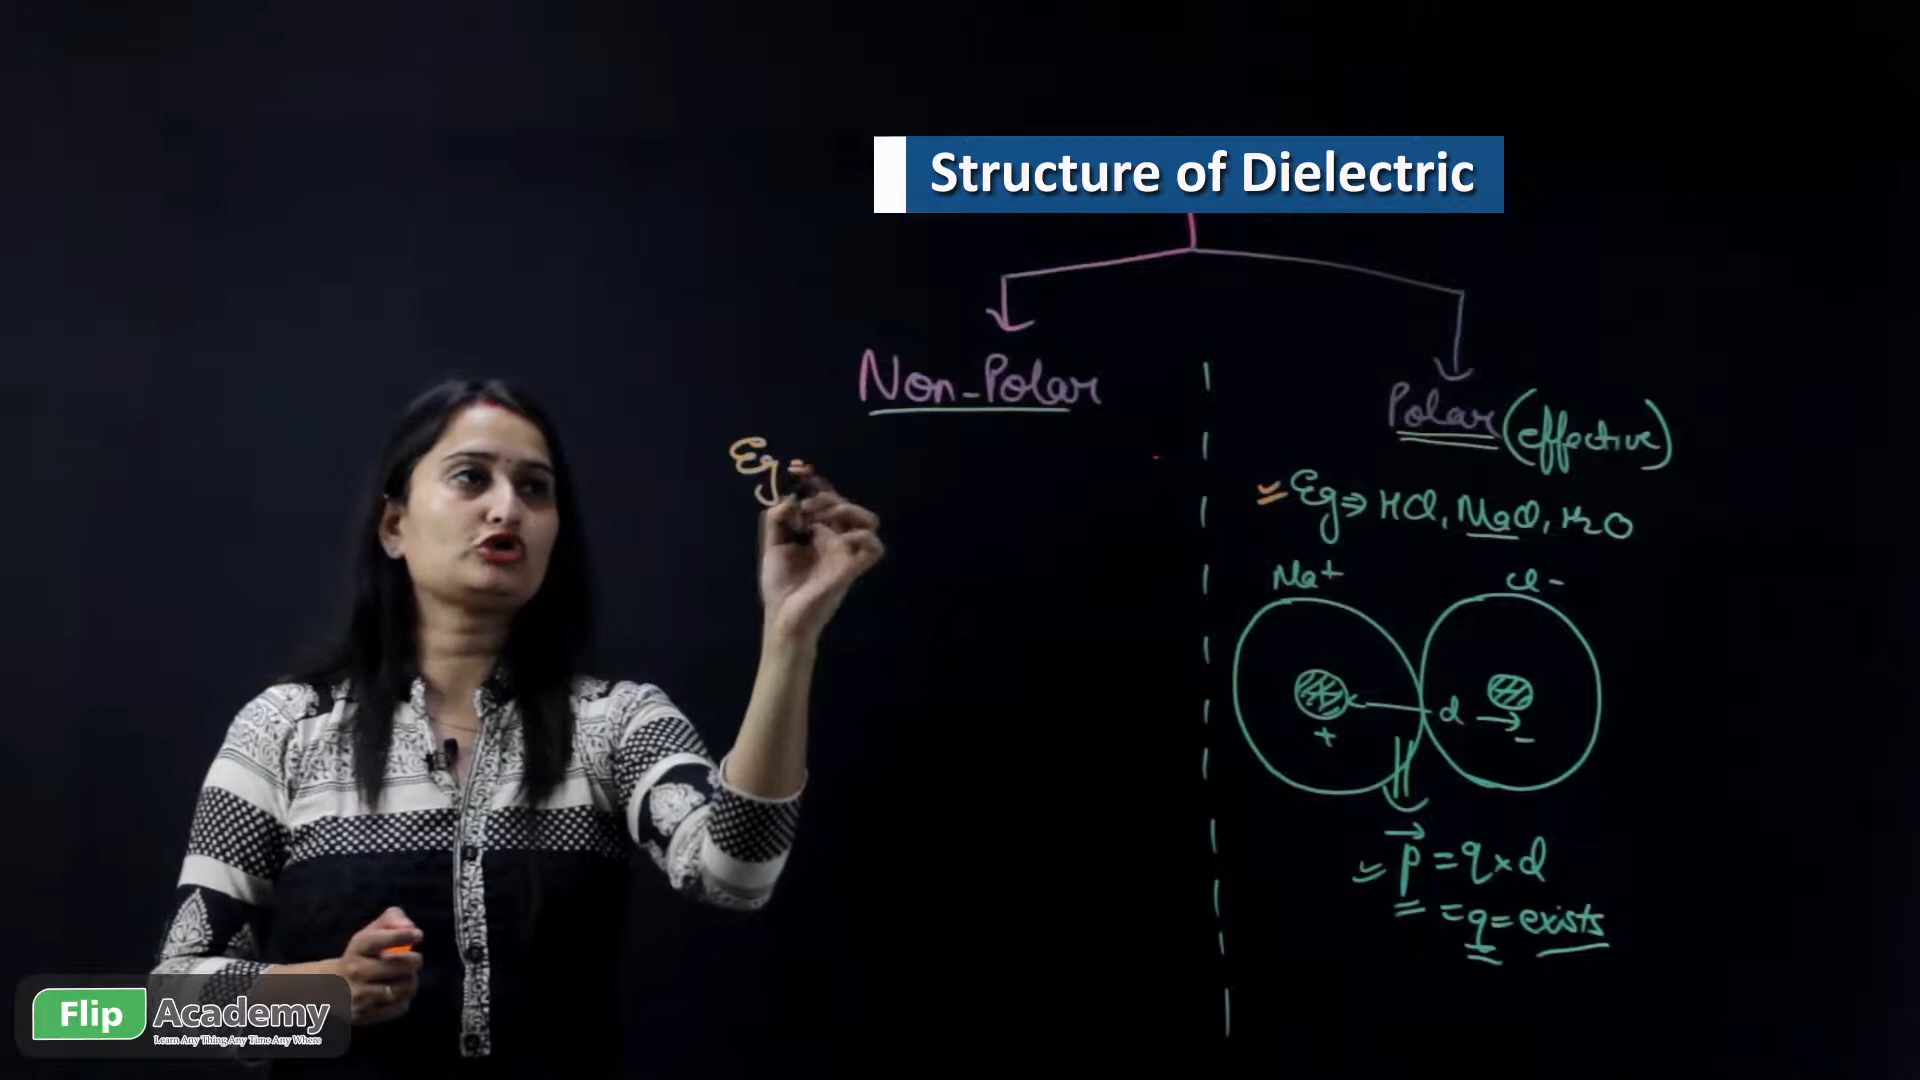 Structure of Dielectric
Non-Polar
Polar (effective)
Eg =
Eg ⇒ HCl, NaCl, H2O
Na+
Cl-
d
+
-
p = q × d
= q = exists
Flip Academy
Learn Any Thing Any Time Any Where